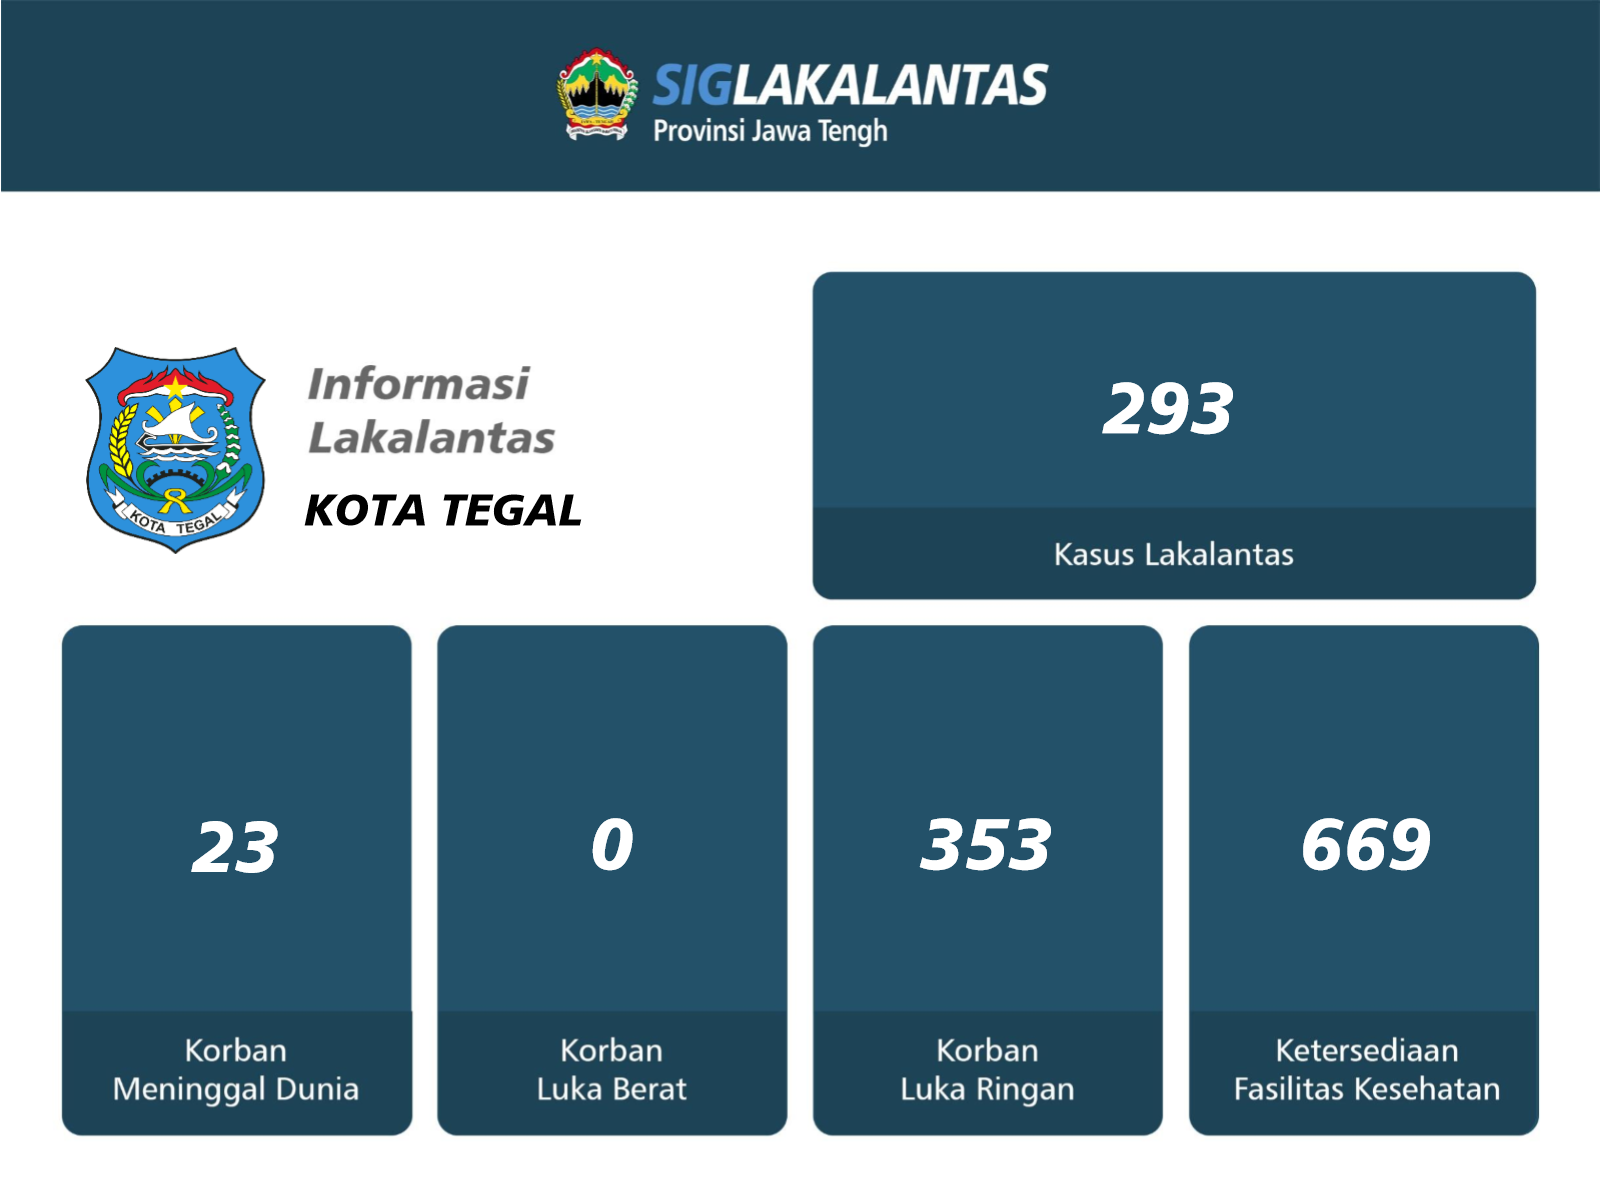 SIGLAKALANTAS
Provinsi Jawa Tengh
Informasi
Lakalantas
KOTA TEGAL
KOTA TEGAL
293
Kasus Lakalantas
23
Korban
Meninggal Dunia
0
Korban
Luka Berat
353
Korban
Luka Ringan
669
Ketersediaan
Fasilitas Kesehatan